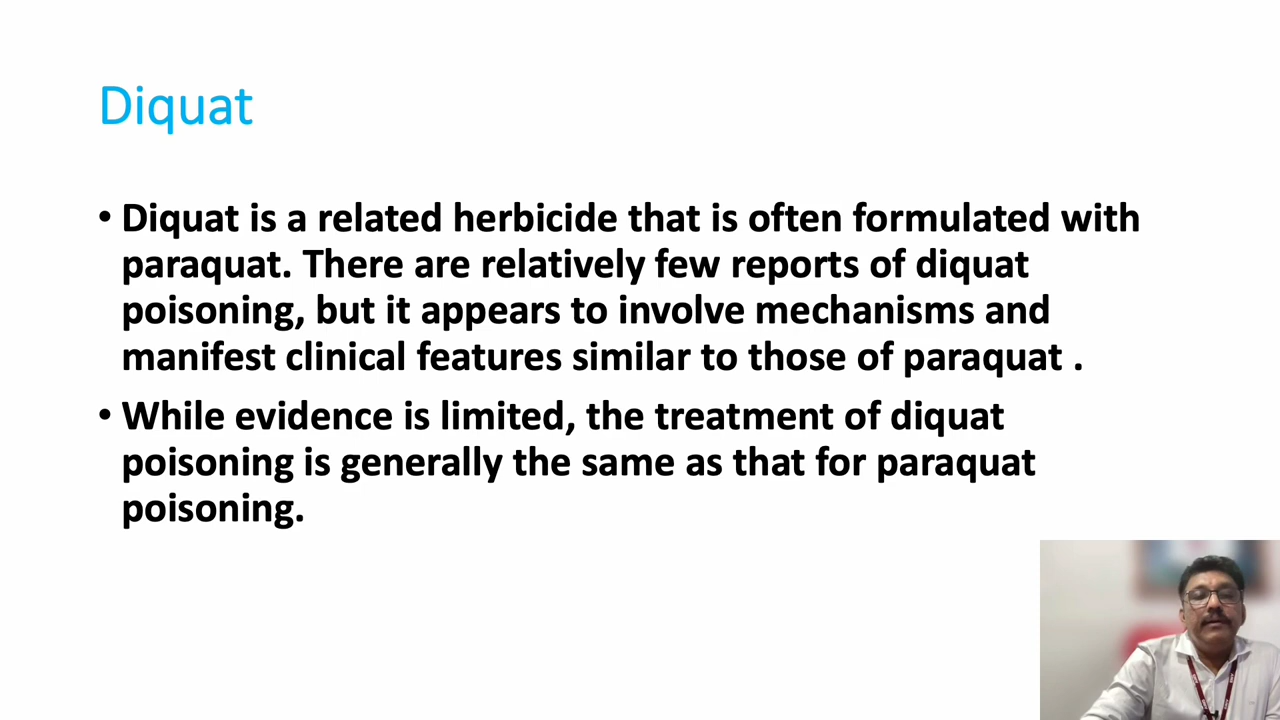 Diquat
• Diquat is a related herbicide that is often formulated with
paraquat. There are relatively few reports of diquat
poisoning, but it appears to involve mechanisms and
manifest clinical features similar to those of paraquat .
• While evidence is limited, the treatment of diquat
poisoning is generally the same as that for paraquat
poisoning.